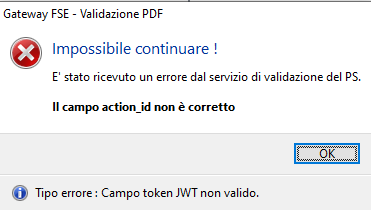 Gateway FSE - Validazione PDF
Impossibile continuare !
E' stato ricevuto un errore dal servizio di validazione del PS.
Il campo action_id non è corretto
OK
Tipo errore : Campo token JWT non valido.